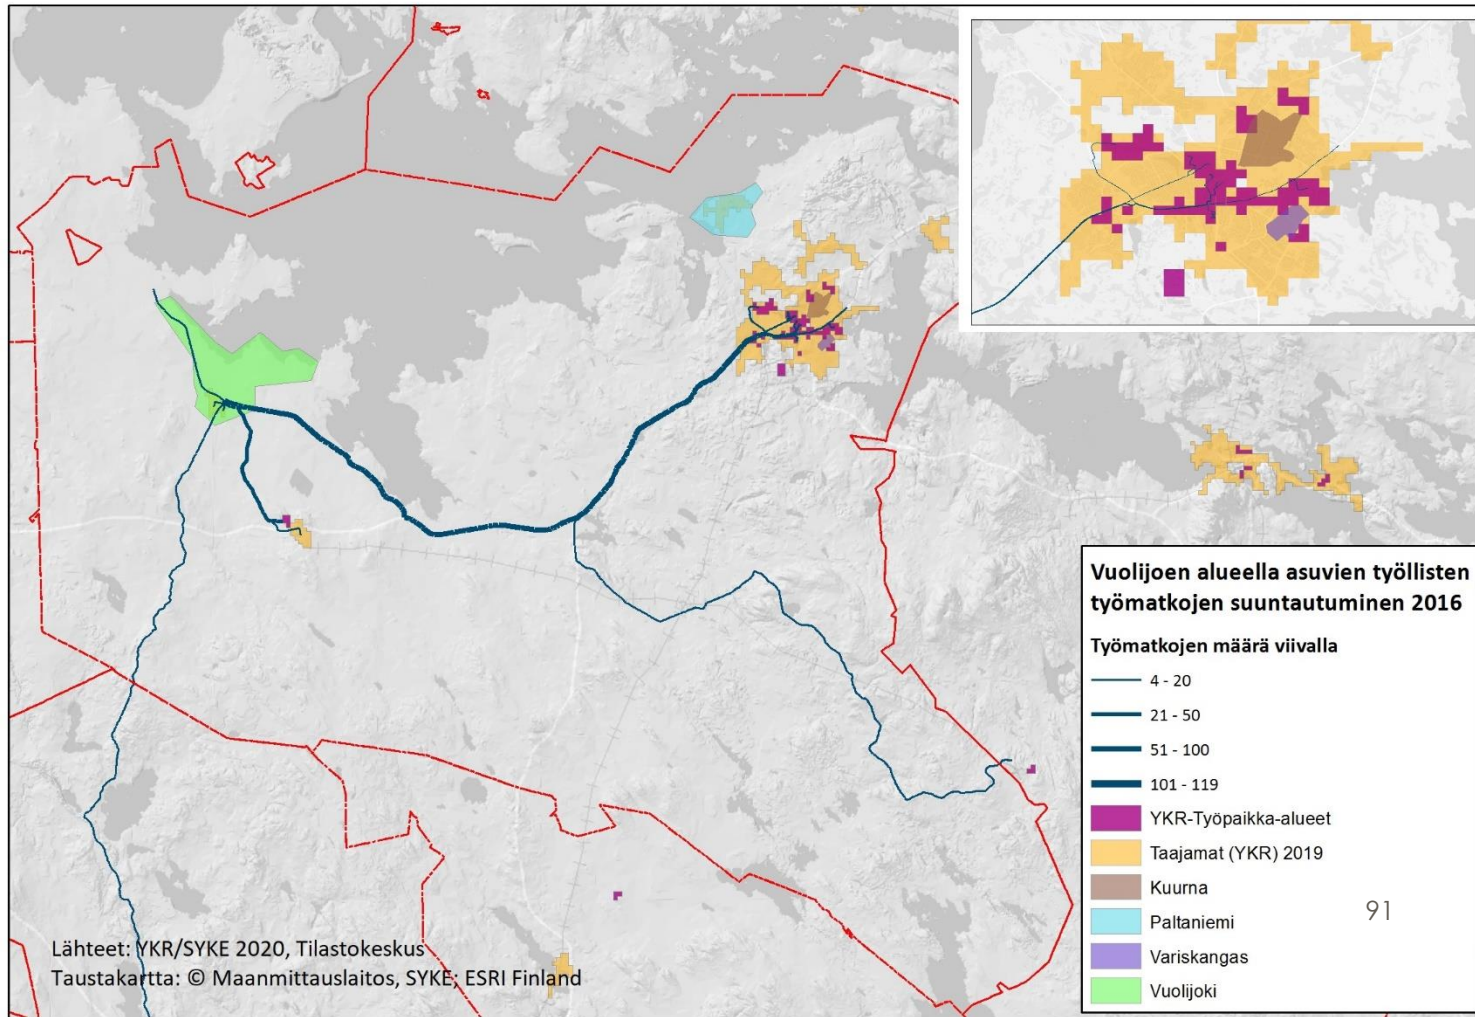 Vuolijoen alueella asuvien työllisten
työmatkojen suuntautuminen 2016
Työmatkojen määrä viivalla
4 - 20
21 - 50
51 - 100
101 - 119
YKR-Työpaikka-alueet
Taajamat (YKR) 2019
Kuurna
Paltaniemi
Variskangas
Vuolijoki
91
Lähteet: YKR/SYKE 2020, Tilastokeskus
Taustakartta: © Maanmittauslaitos, SYKE; ESRI Finland